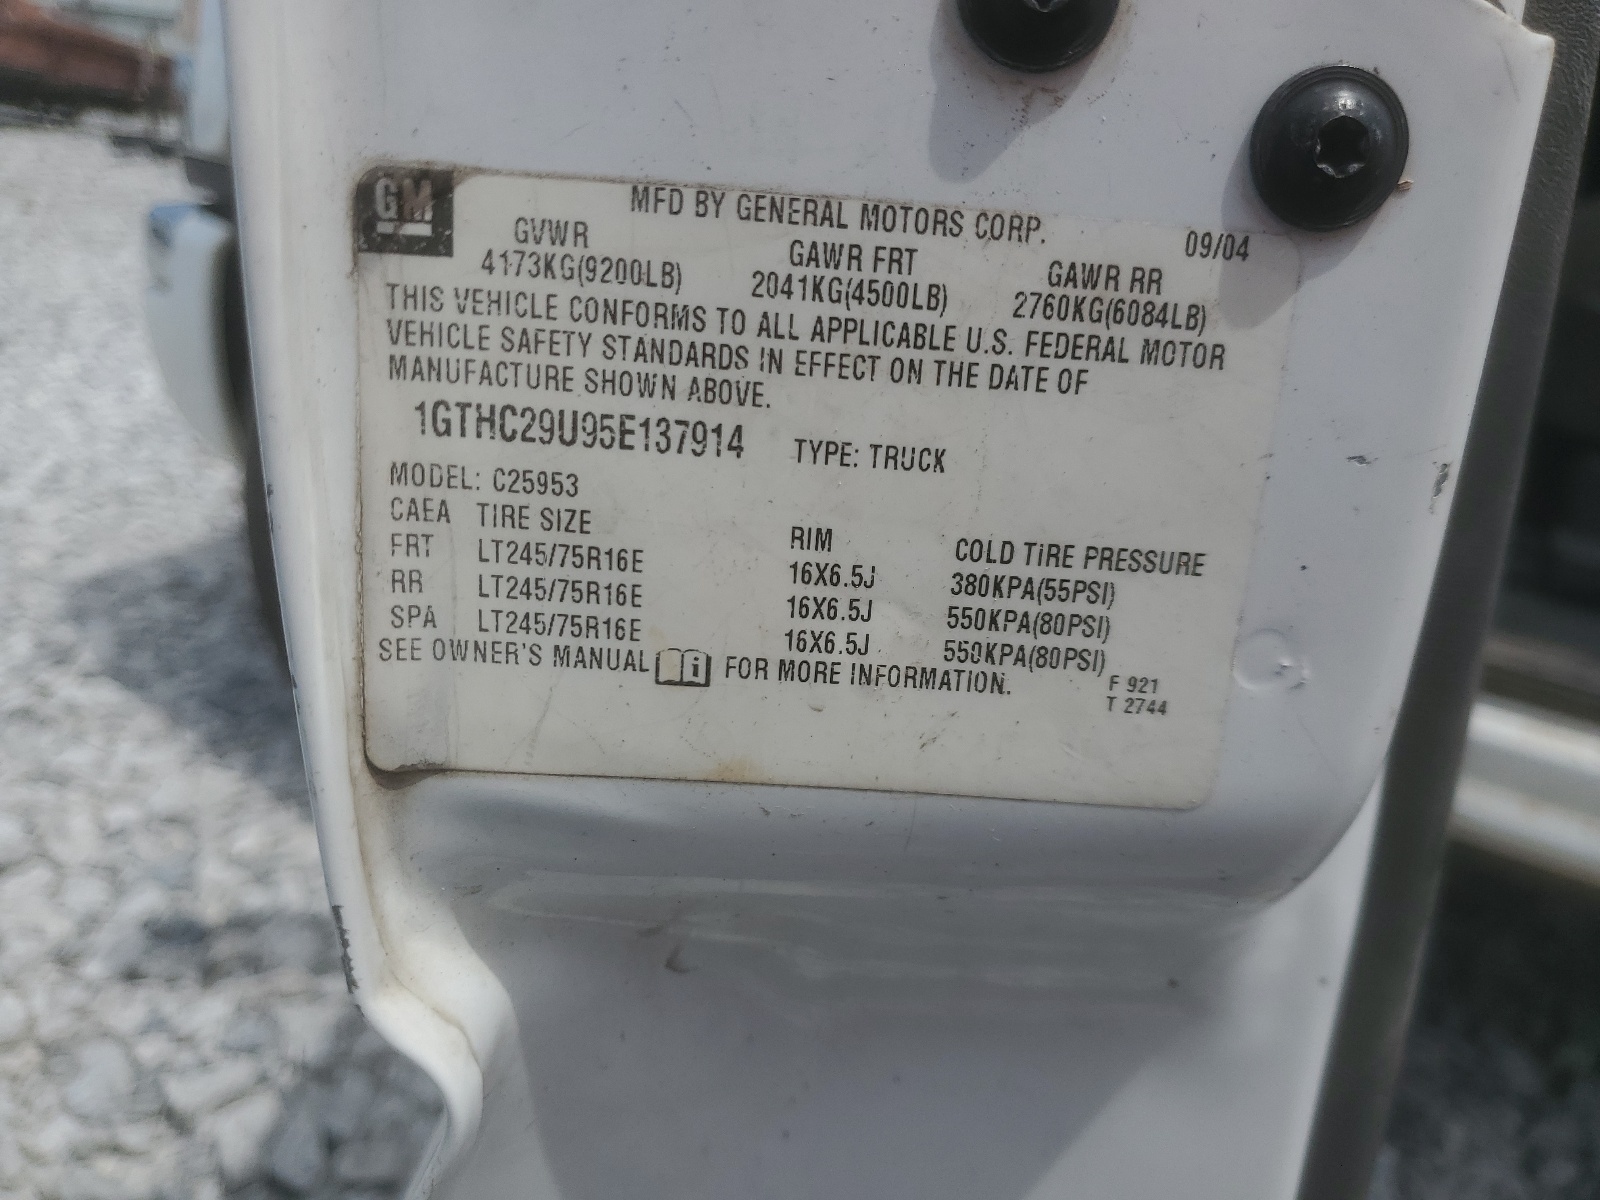 GM
MFD BY GENERAL MOTORS CORP.
09/04
GVWR GAWR FRT GAWR RR
4173KG(9200LB) 2041KG(4500LB) 2760KG(6084LB)
THIS VEHICLE CONFORMS TO ALL APPLICABLE U.S. FEDERAL MOTOR
VEHICLE SAFETY STANDARDS IN EFFECT ON THE DATE OF
MANUFACTURE SHOWN ABOVE.
1GTHC29U95E137914 TYPE: TRUCK
MODEL: C25953
CAEA TIRE SIZE RIM COLD TIRE PRESSURE
FRT LT245/75R16E 16X6.5J 380KPA(55PSI)
RR LT245/75R16E 16X6.5J 550KPA(80PSI)
SPA LT245/75R16E 16X6.5J 550KPA(80PSI)
SEE OWNER'S MANUAL i FOR MORE INFORMATION.
F 921
T 2744